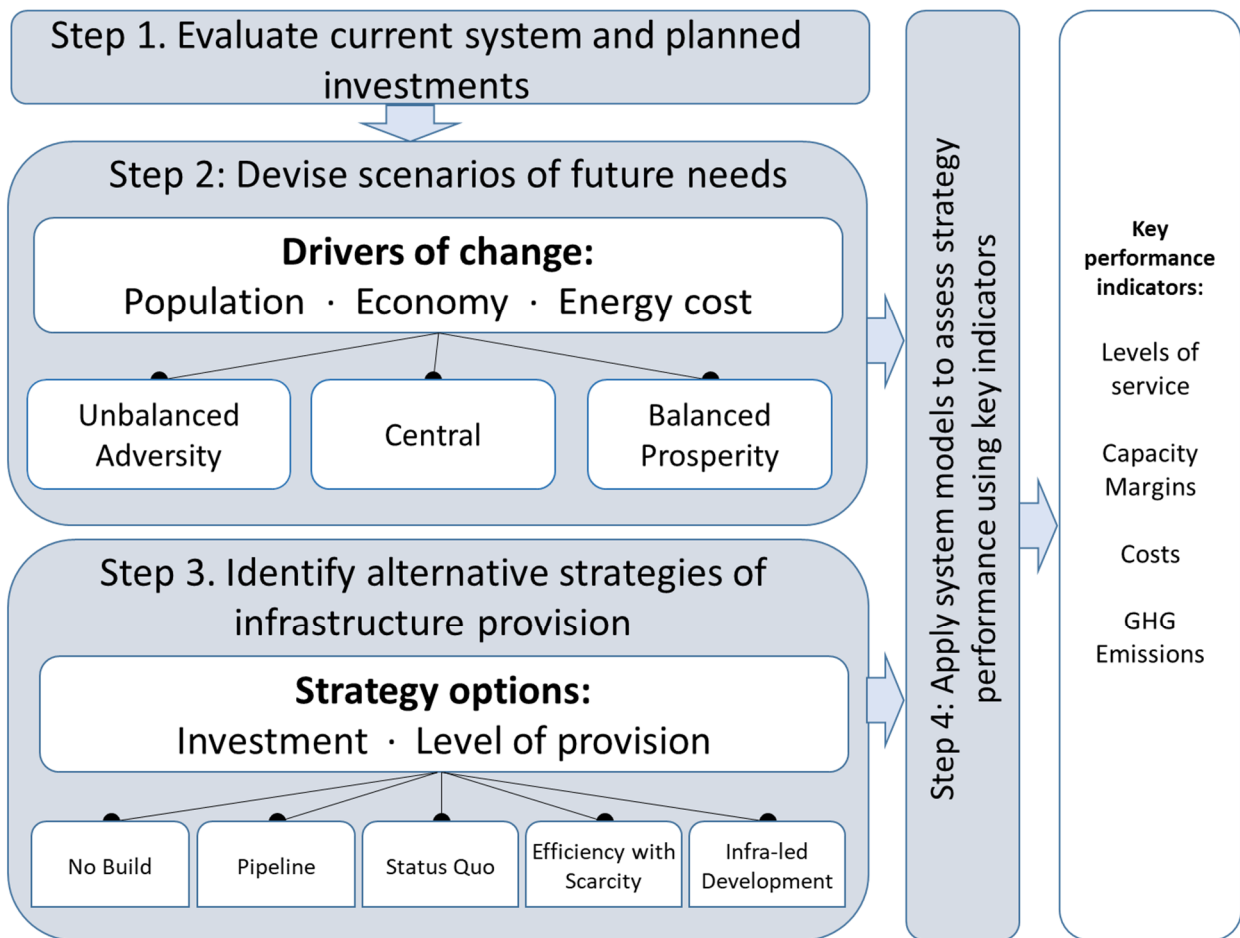 Step 1. Evaluate current system and planned
investments
Step 2: Devise scenarios of future needs
Drivers of change:
Population · Economy · Energy cost
Unbalanced
Adversity
Central
Balanced
Prosperity
Step 3. Identify alternative strategies of
infrastructure provision
Strategy options:
Investment · Level of provision
No Build
Pipeline
Status Quo
Efficiency with
Scarcity
Infra-led
Development
Step 4: Apply system models to assess strategy
performance using key indicators
Key
performance
indicators:
Levels of
service
Capacity
Margins
Costs
GHG
Emissions